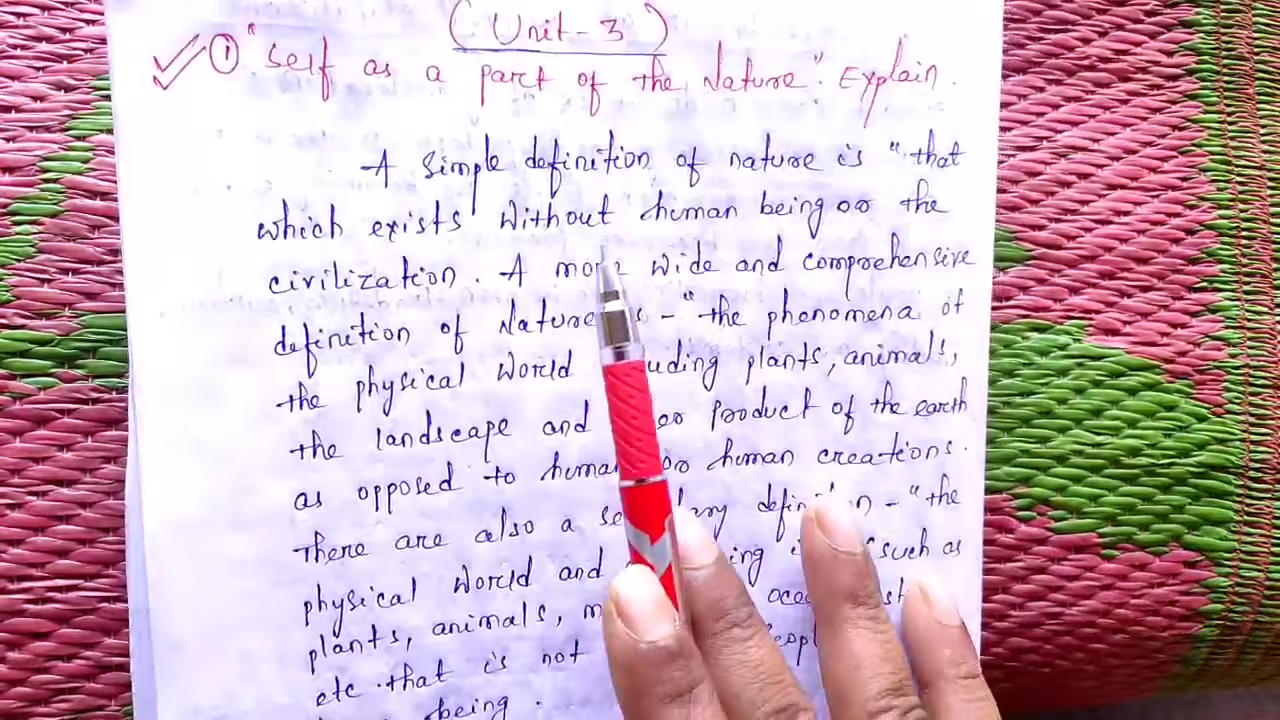 (Unit-3)
① "Self as a part of the Nature". Explain.
A simple definition of nature is "that
which exists without human being or the
civilization. A more wide and comprehensive
definition of Nature - "the phenomena of
the physical world plants, animals,
the landscape and product of the earth
as opposed to human or human creations.
There are also a - "the
physical world and such as
plants, animals,
etc. that is not
being.